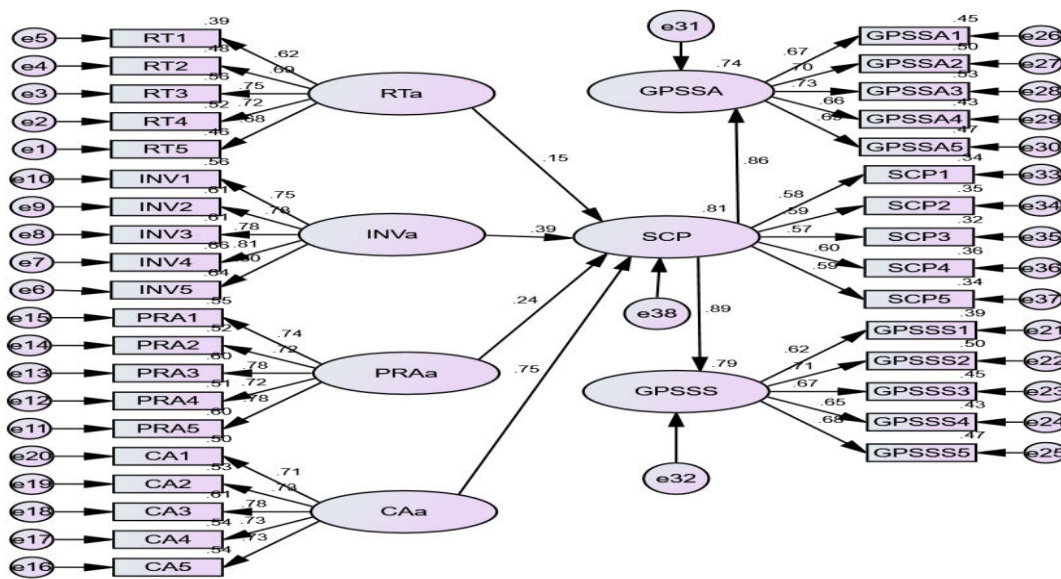 .39
e5 RT1 .62
.48
e4 RT2 .69
.56
e3 RT3 .75
.52
e2 RT4 .72
.46
e1 RT5 .68
RTa
.15
.56
e10 INV1 .75
.61
e9 INV2 .78
.61
e8 INV3 .78
.66
e7 INV4 .81
.64
e6 INV5 .80
INVa
.39
.55
e15 PRA1 .74
.52
e14 PRA2 .72
.60
e13 PRA3 .78
.51
e12 PRA4 .72
.60
e11 PRA5 .78
PRAa
.24
.50
e20 CA1 .71
.53
e19 CA2 .73
.61
e18 CA3 .78
.54
e17 CA4 .73
.54
e16 CA5 .73
CAa
.75
e31
.74
GPSSA
.86
.45
.67 GPSSA1 e26
.50
.70 GPSSA2 e27
.53
.73 GPSSA3 e28
.43
.66 GPSSA4 e29
.47
GPSSA5 e30
.81
SCP
e38
.89
.34
.58 SCP1 e33
.35
.59 SCP2 e34
.32
.57 SCP3 e35
.36
.60 SCP4 e36
.34
.59 SCP5 e37
.79
GPSSS
e32
.39
.62 GPSSS1 e21
.50
.71 GPSSS2 e22
.45
.67 GPSSS3 e23
.43
.65 GPSSS4 e24
.47
.68 GPSSS5 e25